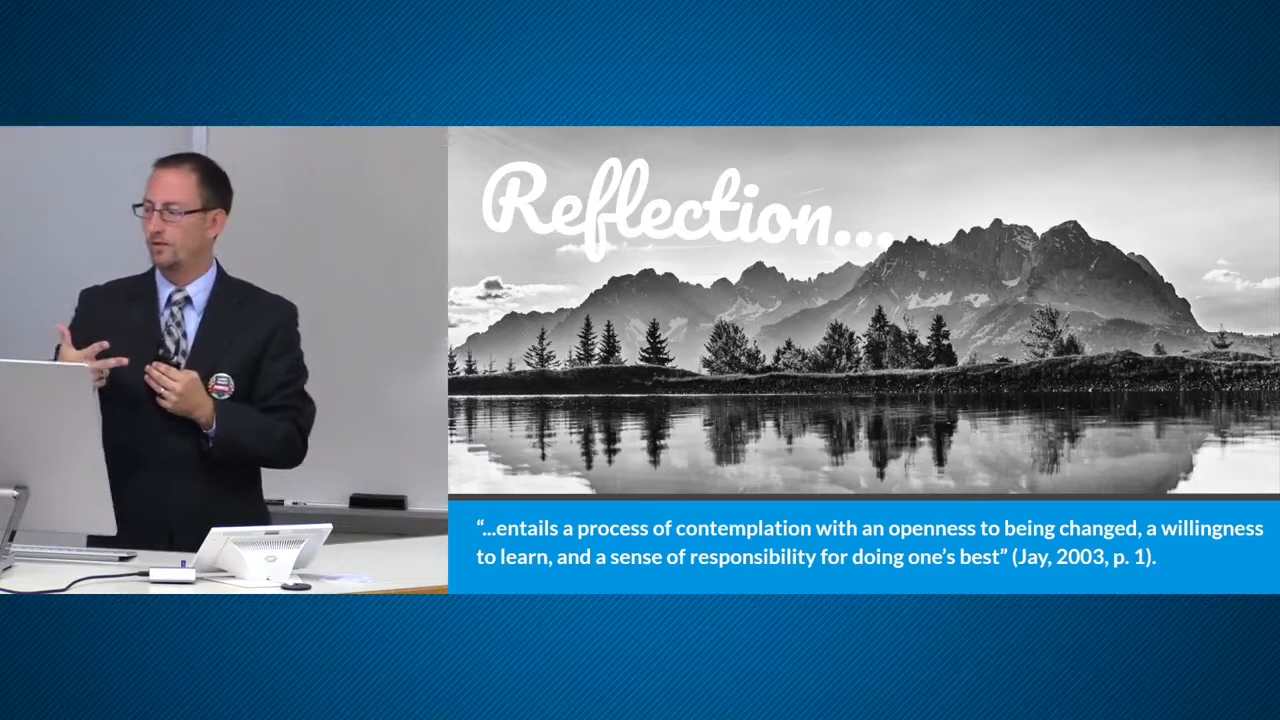 Reflection...
“...entails a process of contemplation with an openness to being changed, a willingness
to learn, and a sense of responsibility for doing one’s best” (Jay, 2003, p. 1).